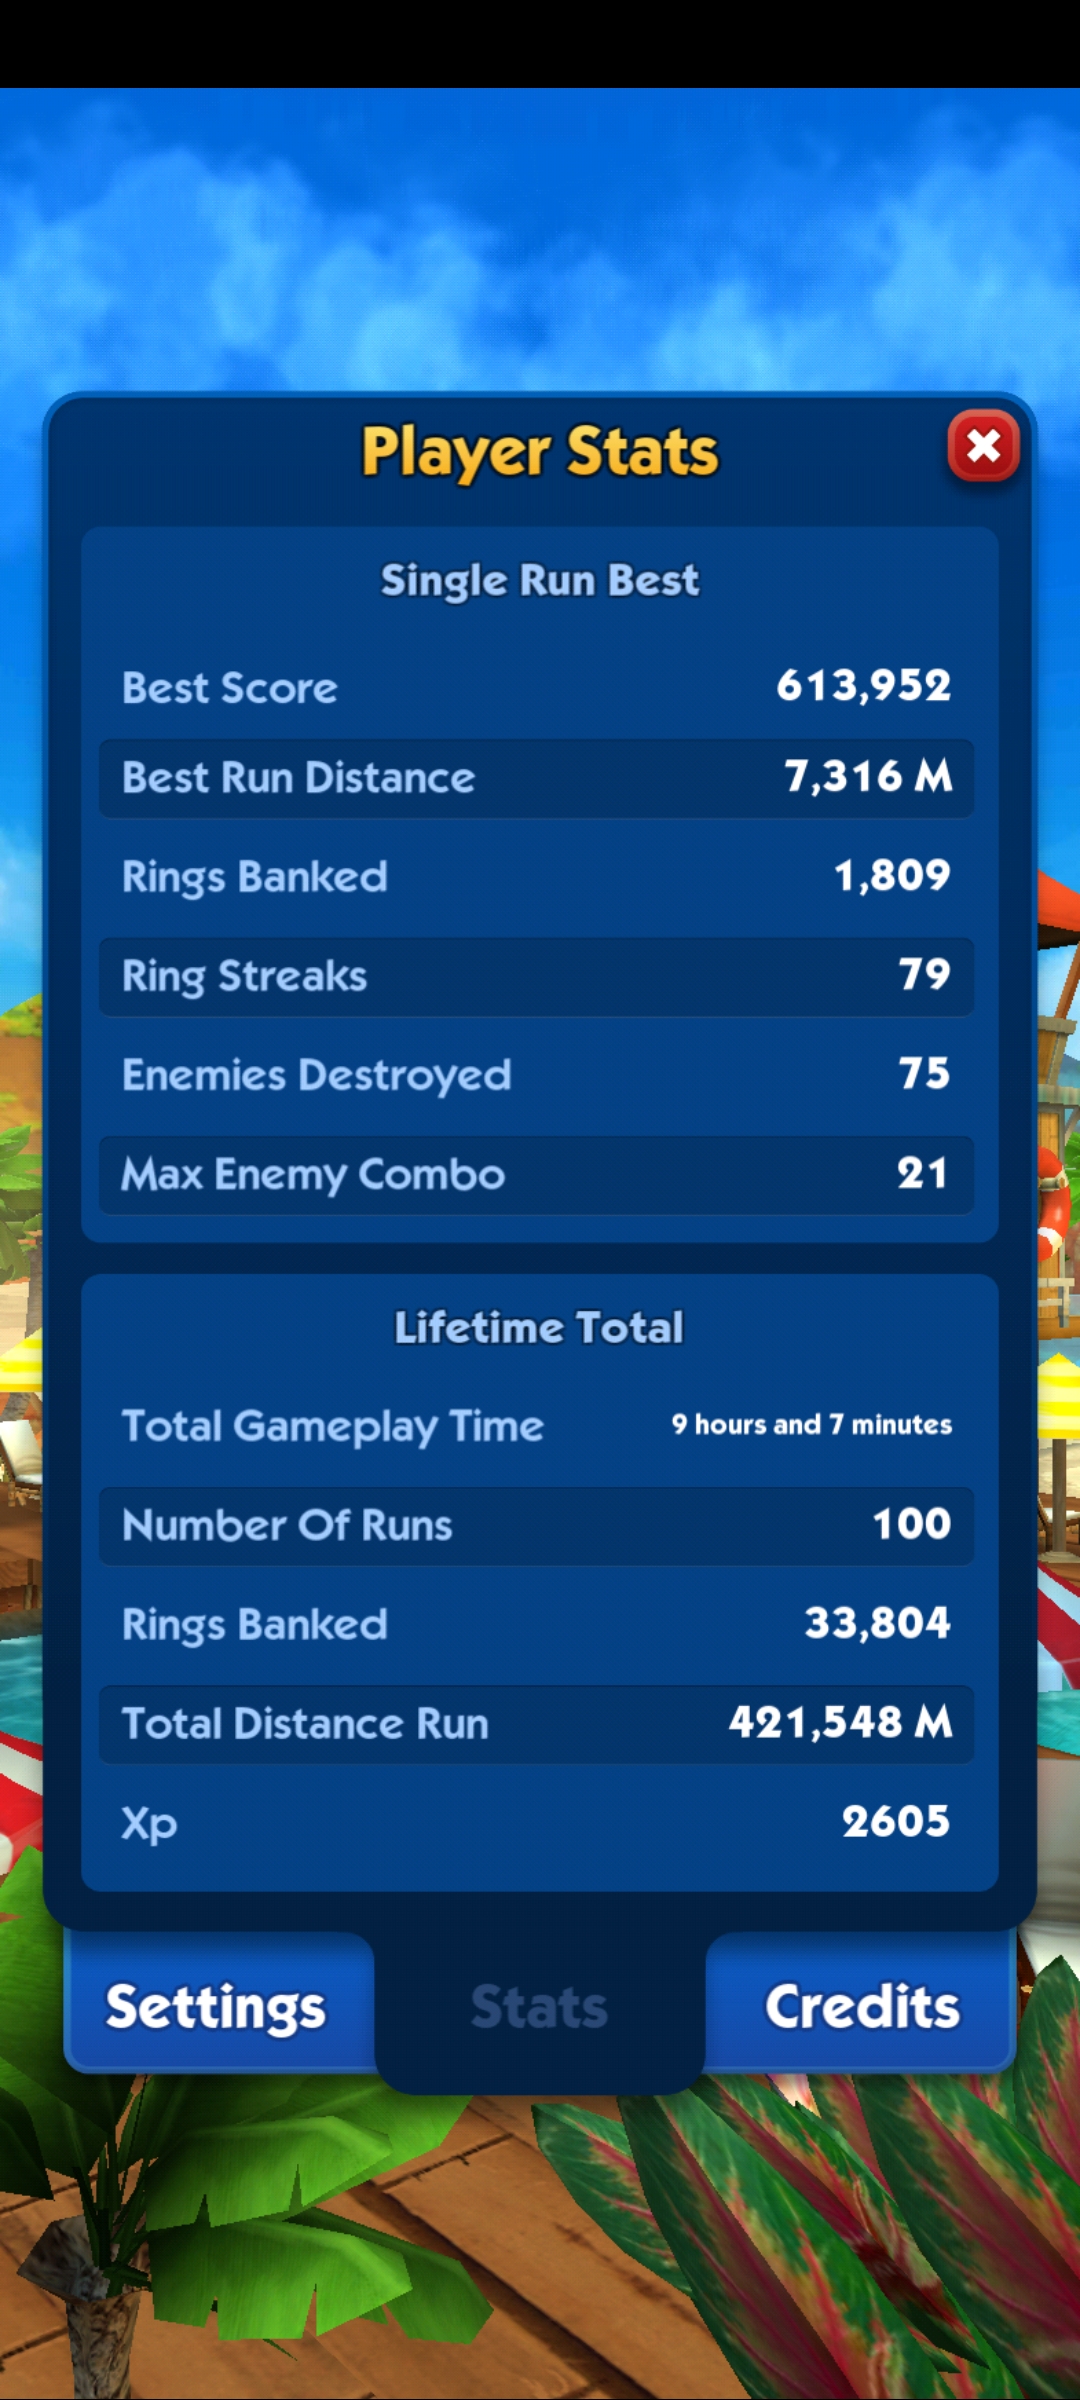 Player Stats
Single Run Best
Best Score 613,952
Best Run Distance 7,316 M
Rings Banked 1,809
Ring Streaks 79
Enemies Destroyed 75
Max Enemy Combo 21
Lifetime Total
Total Gameplay Time 9 hours and 7 minutes
Number Of Runs 100
Rings Banked 33,804
Total Distance Run 421,548 M
Xp 2605
Settings Stats Credits